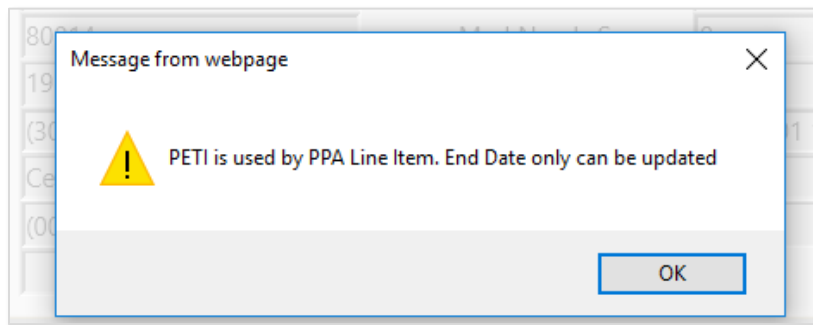 Message from webpage
PETI is used by PPA Line Item. End Date only can be updated
OK